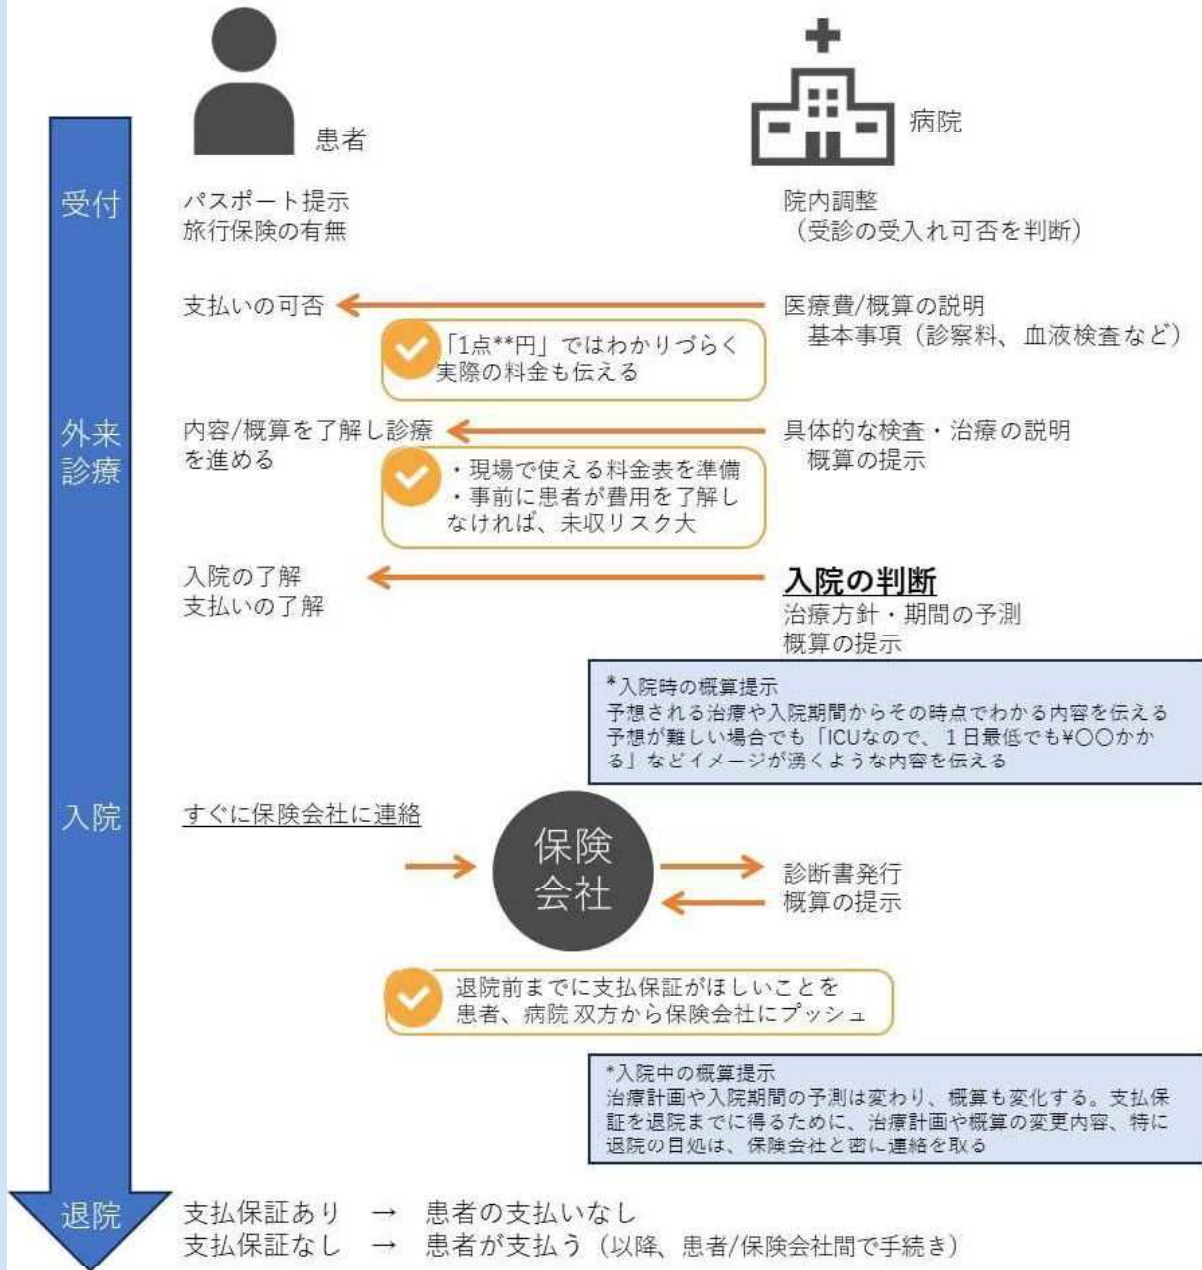 患者
病院
受付
パスポート提示
旅行保険の有無
院内調整
（受診の受入れ可否を判断）
支払いの可否
医療費/概算の説明
基本事項（診察料、血液検査など）
「1点**円」ではわかりづらく
実際の料金も伝える
外来
診療
内容/概算を了解し診療
を進める
具体的な検査・治療の説明
概算の提示
・現場で使える料金表を準備
・事前に患者が費用を了解し
なければ、未収リスク大
入院の了解
支払いの了解
入院の判断
治療方針・期間の予測
概算の提示
*入院時の概算提示
予想される治療や入院期間からその時点でわかる内容を伝える
予想が難しい場合でも「ICUなので、１日最低でも¥〇〇かか
る」などイメージが湧くような内容を伝える
入院
すぐに保険会社に連絡
保険
会社
診断書発行
概算の提示
退院前までに支払保証がほしいことを
患者、病院 双方から保険会社にプッシュ
*入院中の概算提示
治療計画や入院期間の予測は変わり、概算も変化する。支払保
証を退院までに得るために、治療計画や概算の変更内容、特に
退院の目処は、保険会社と密に連絡を取る
退院
支払保証あり → 患者の支払いなし
支払保証なし → 患者が支払う（以降、患者/保険会社間で手続き）